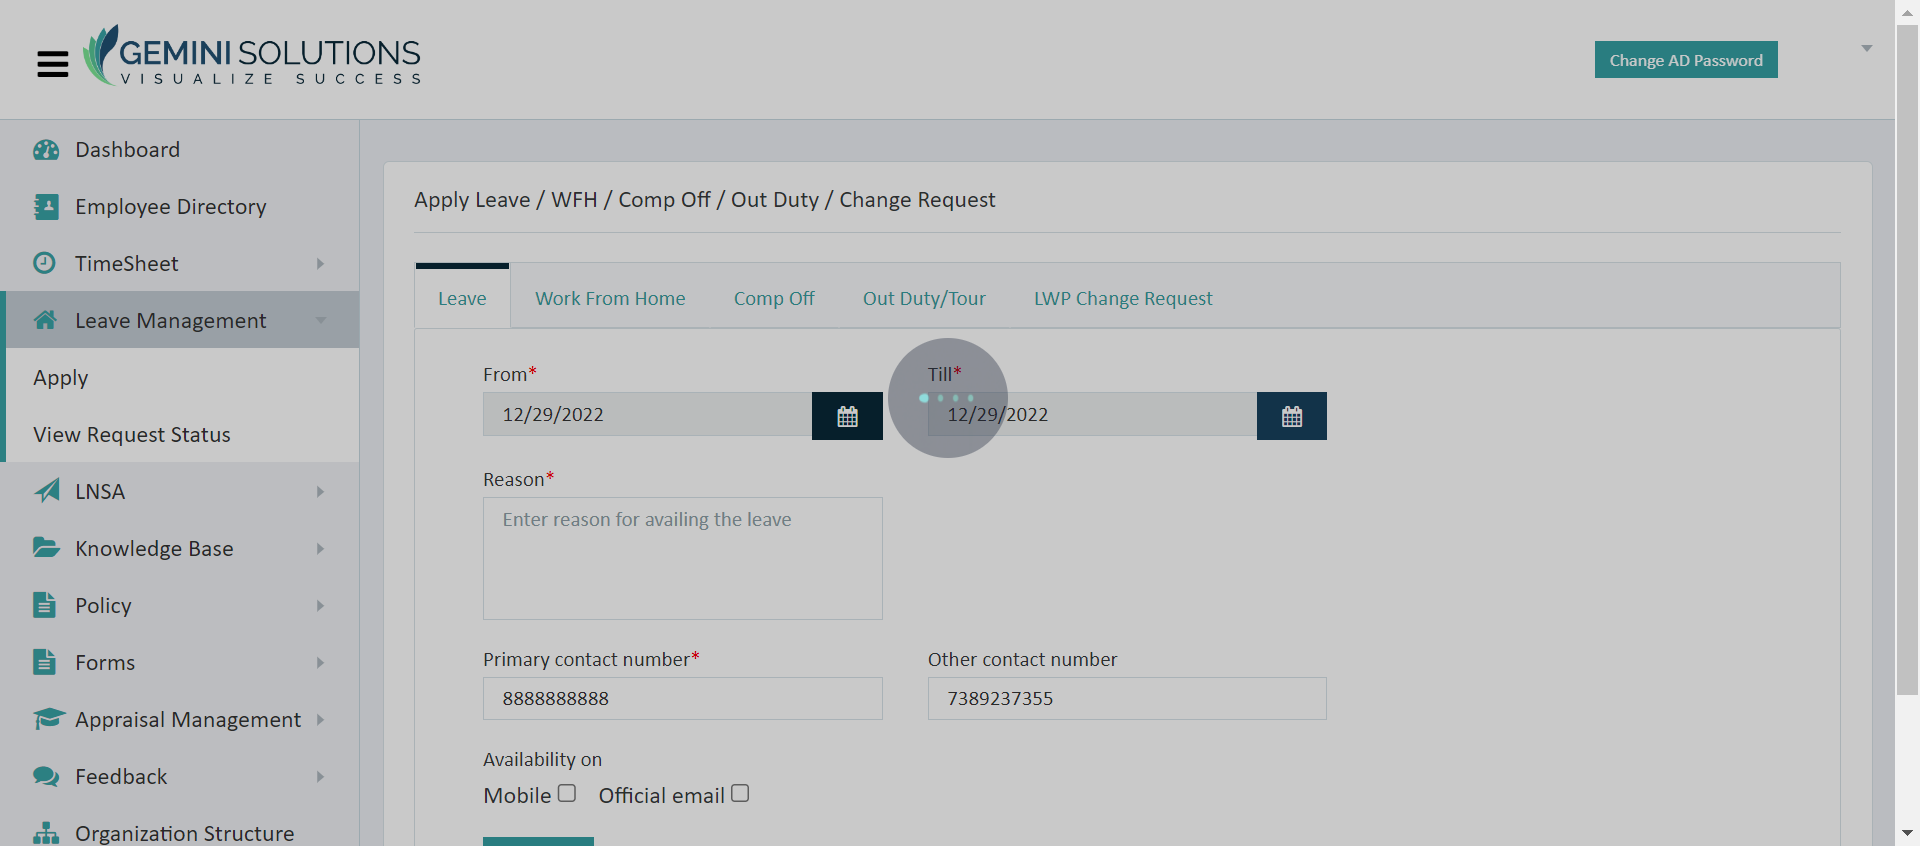 GEMINI SOLUTIONS
VISUALIZE SUCCESS
Change AD Password
Dashboard
Employee Directory
TimeSheet
Leave Management
Apply
View Request Status
LNSA
Knowledge Base
Policy
Forms
Appraisal Management
Feedback
Organization Structure
Apply Leave / WFH / Comp Off / Out Duty / Change Request
Leave Work From Home Comp Off Out Duty/Tour LWP Change Request
From* Till*
12/29/2022 12/29/2022
Reason*
Enter reason for availing the leave
Primary contact number* Other contact number
8888888888 7389237355
Availability on
Mobile Official email